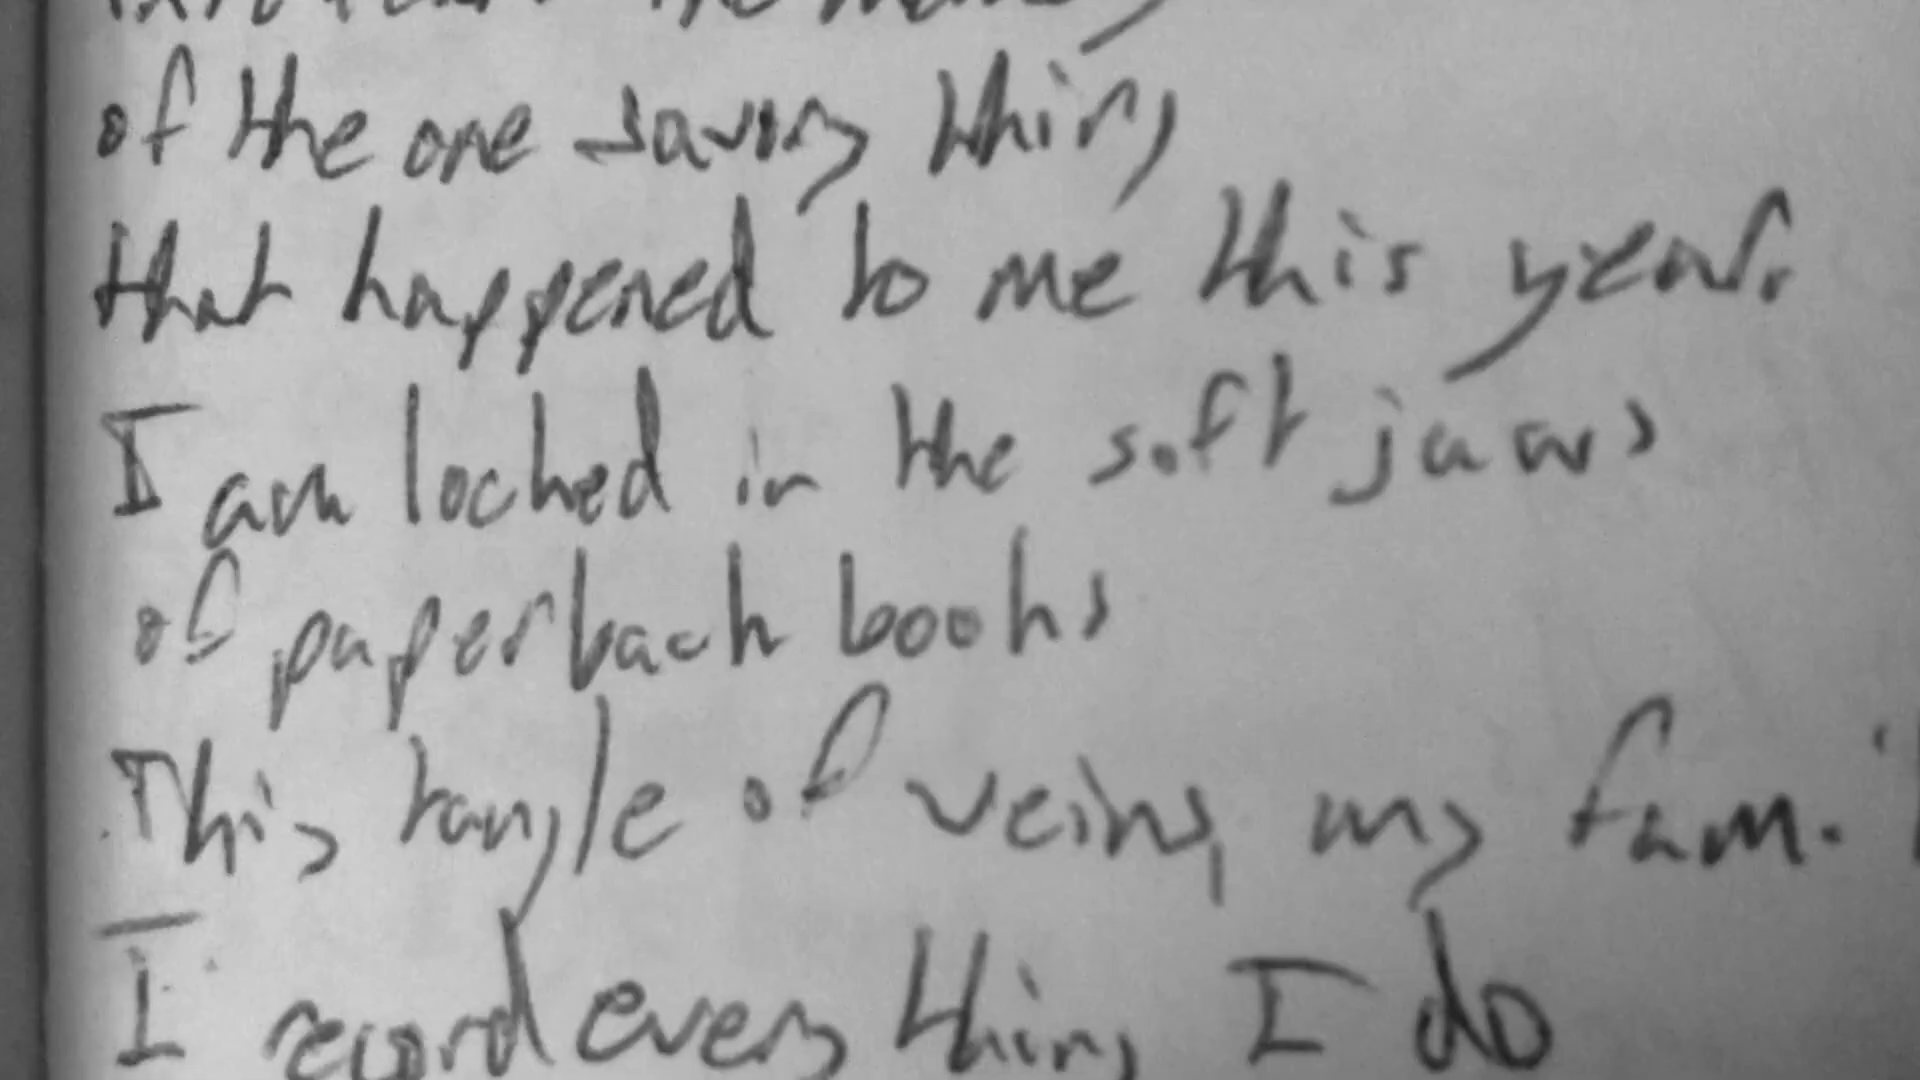 of the one saving thing
that happened to me this year.
I am locked in the soft jaws
of paperback books
This tangle of veins, my
I record every thing I do